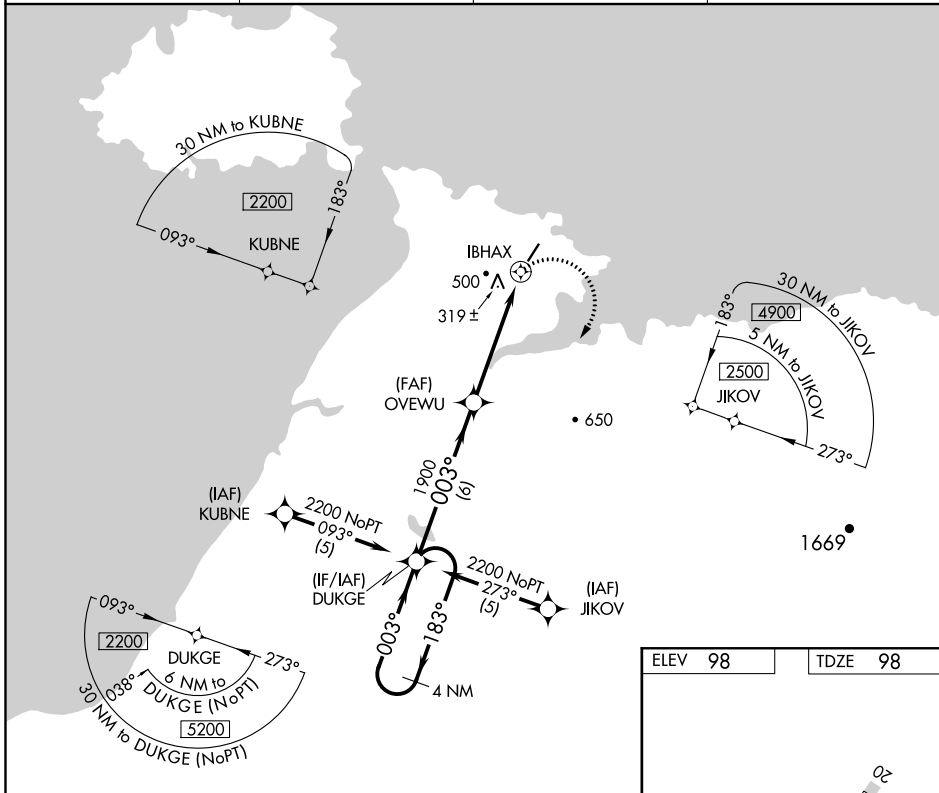 30 NM to KUBNE
2200
183°
093°
KUBNE
IBHAX
500
319 ±
30 NM to JIKOV
4900
183°
5 NM to JIKOV
2500
JIKOV
273°
(FAF)
OVEWU
650
1900
003°
(6)
(IAF)
KUBNE
2200 NoPT
093°
(5)
1669
(IF/IAF)
DUKGE
2200 NoPT
273°
(5)
(IAF)
JIKOV
003°
183°
4 NM
093°
2200
DUKGE
273°
038°
6 NM to
DUKGE (NoPT)
5200
30 NM to DUKGE (NoPT)
ELEV 98
TDZE 98
20